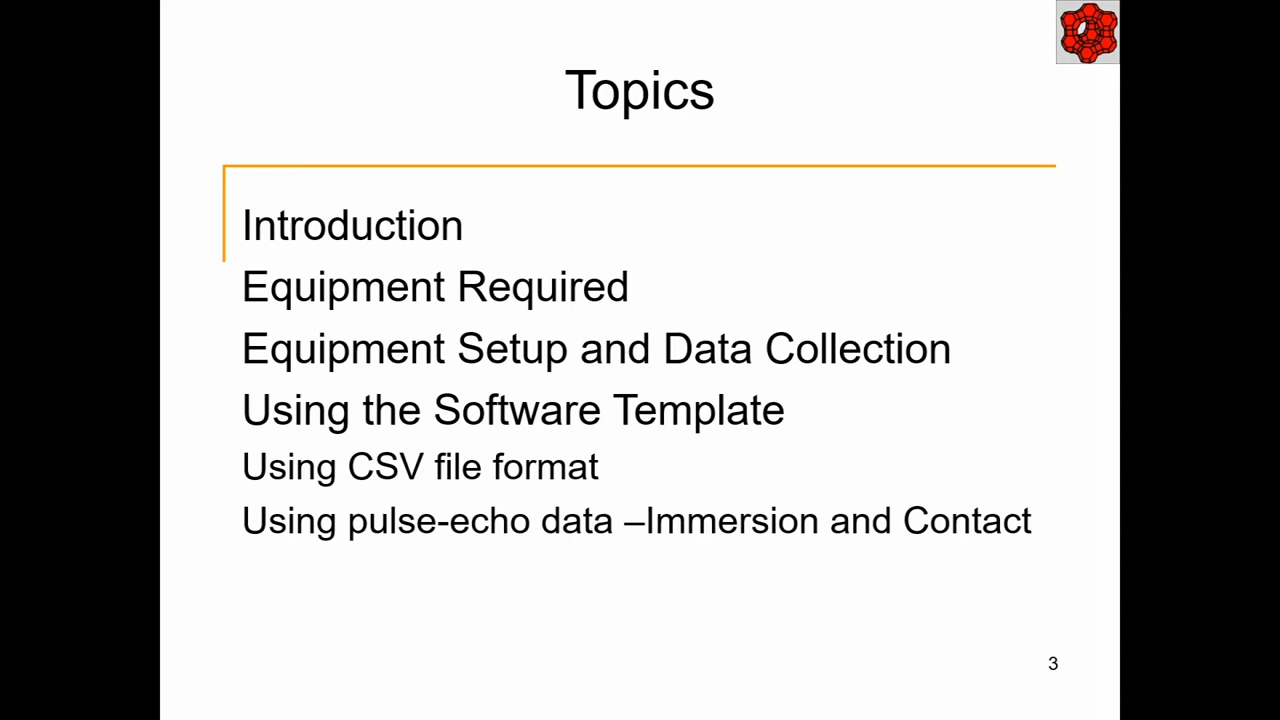 Topics
Introduction
Equipment Required
Equipment Setup and Data Collection
Using the Software Template
Using CSV file format
Using pulse-echo data –Immersion and Contact
3